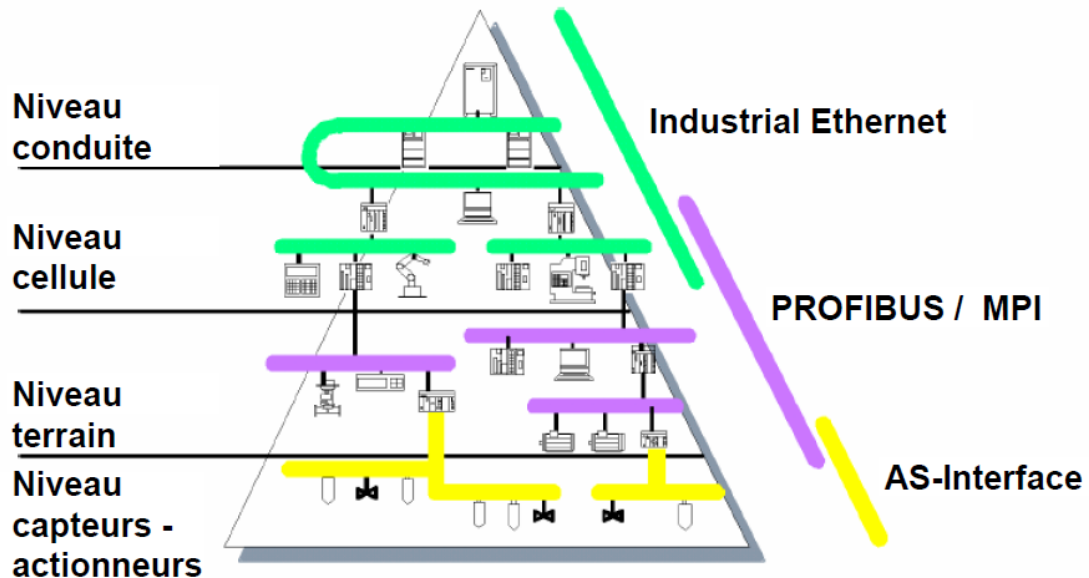 Niveau
conduite
Industrial Ethernet
Niveau
cellule
PROFIBUS / MPI
Niveau
terrain
AS-Interface
Niveau
capteurs -
actionneurs